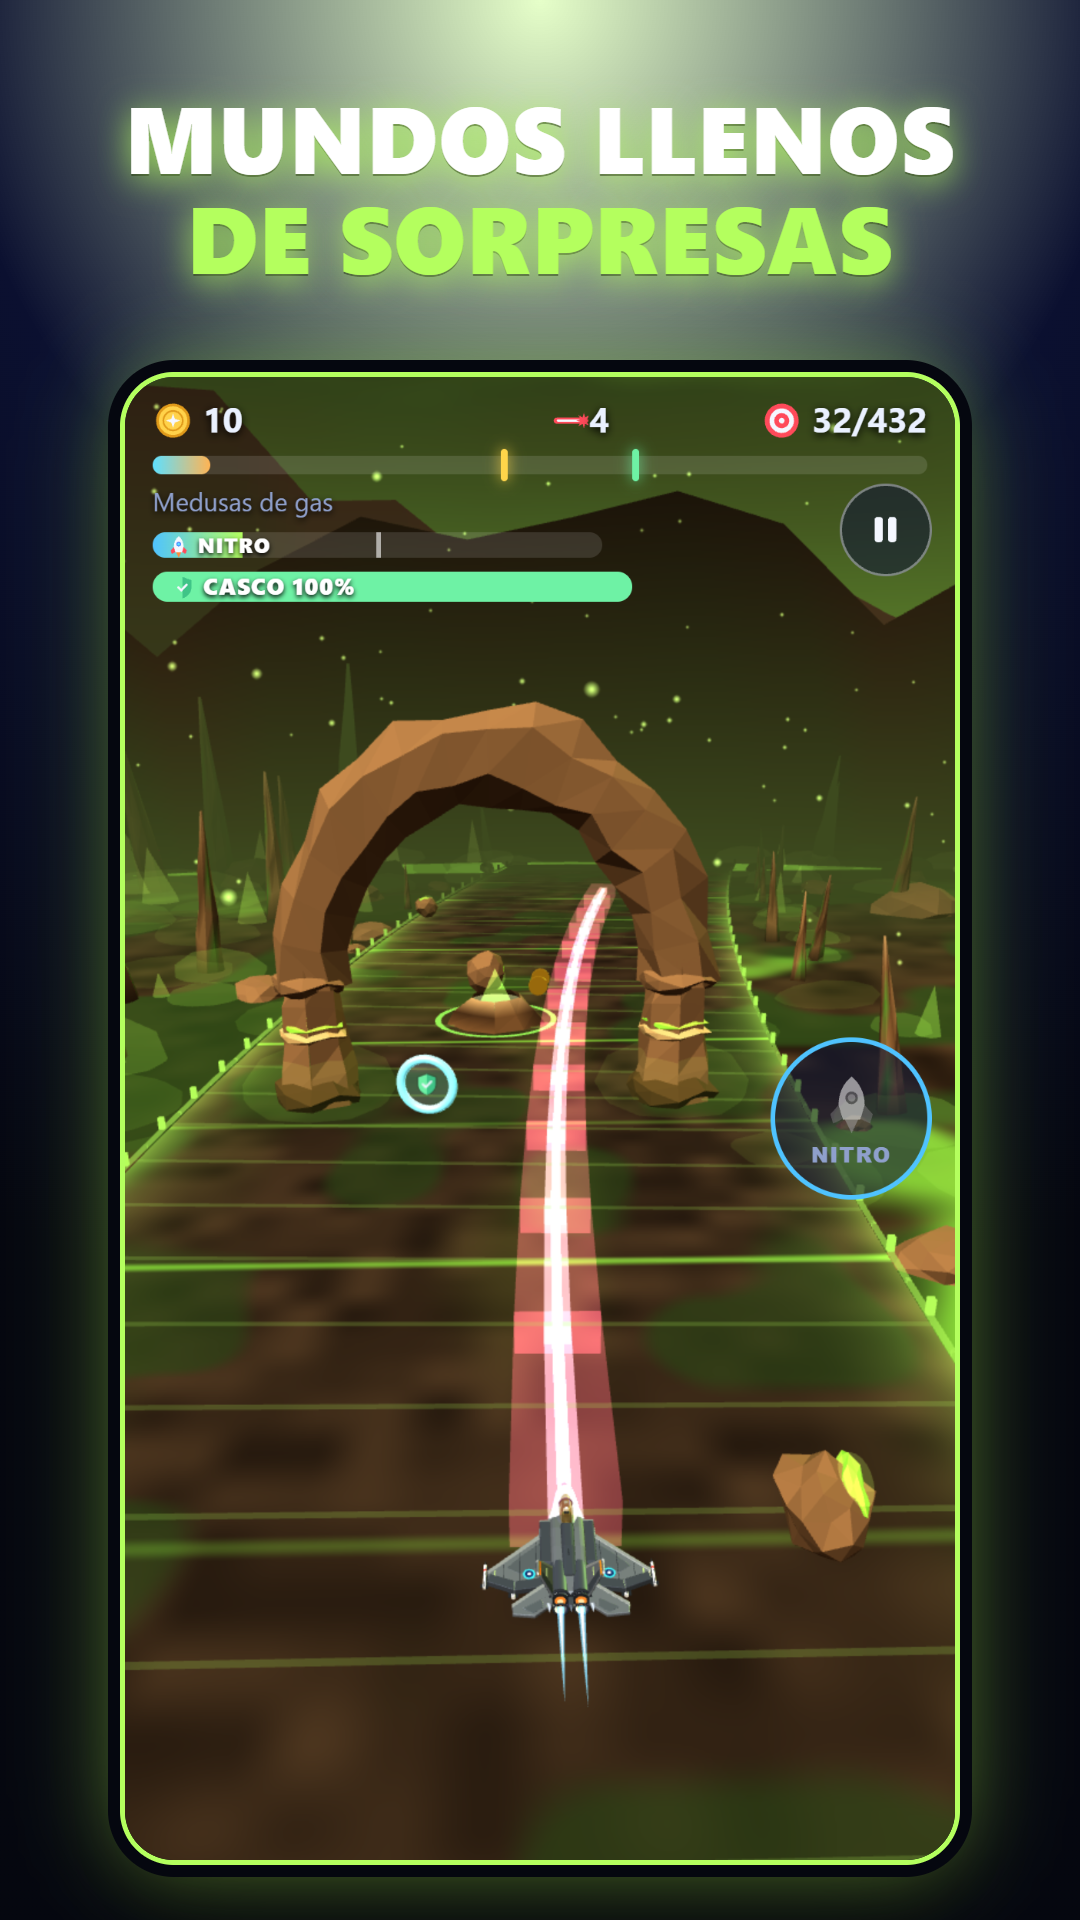 MUNDOS LLENOS
DE SORPRESAS
10
4
32/432
Medusas de gas
NITRO
CASCO 100%
NITRO